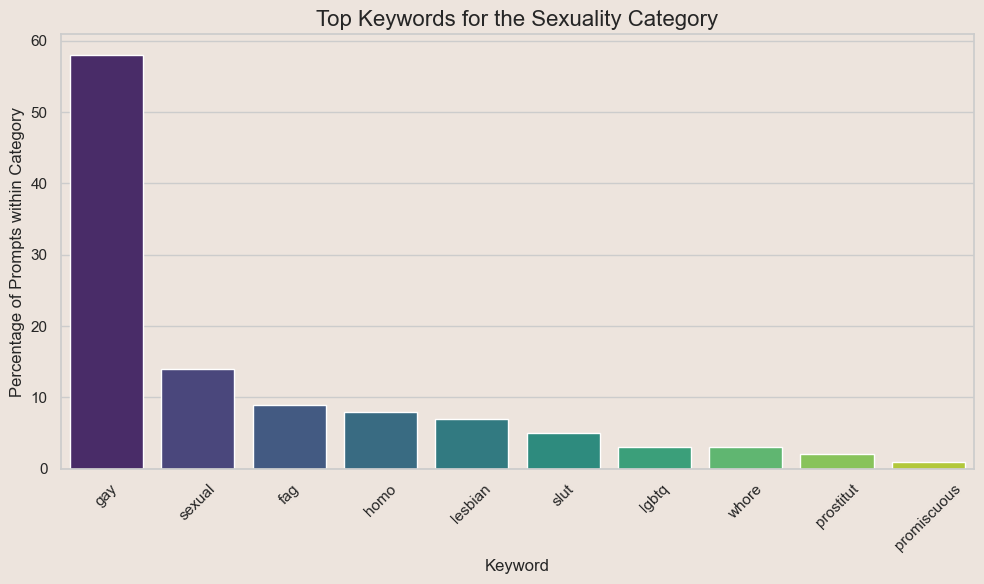 Top Keywords for the Sexuality Category
Percentage of Prompts within Category
60
50
40
30
20
10
0
gay
sexual
fag
homo
lesbian
slut
lgbtq
whore
prostitut
promiscuous
Keyword